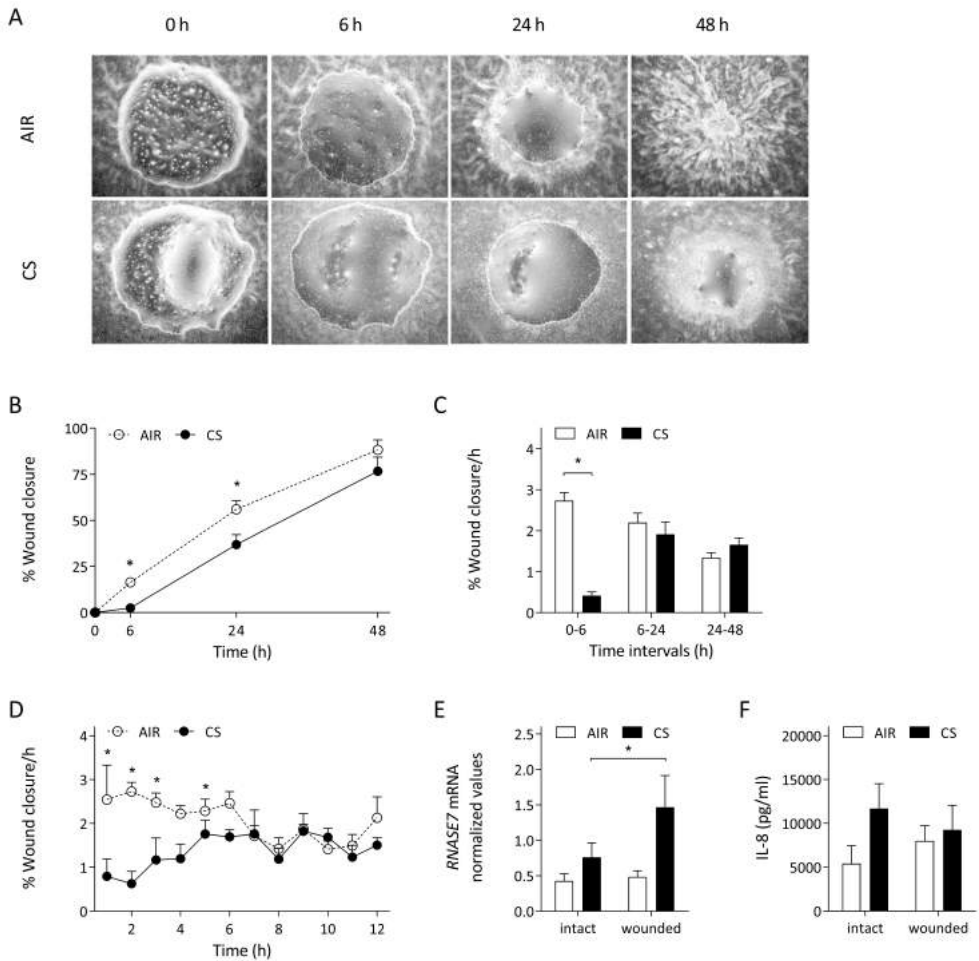 A
0 h 6 h 24 h 48 h
AIR
CS
B
AIR CS
% Wound closure
100
75
50
25
0
0 6 24 48
Time (h)
*
*
C
AIR CS
% Wound closure/h
4
3
2
1
0
*
0-6 6-24 24-48
Time intervals (h)
D
AIR CS
% Wound closure/h
4
3
2
1
0
* * * *
2 4 6 8 10 12
Time (h)
E
AIR CS
RNASE7 mRNA
normalized values
2.5
2.0
1.5
1.0
0.5
0.0
*
intact wounded
F
AIR CS
IL-8 (pg/ml)
20000
15000
10000
5000
0
intact wounded